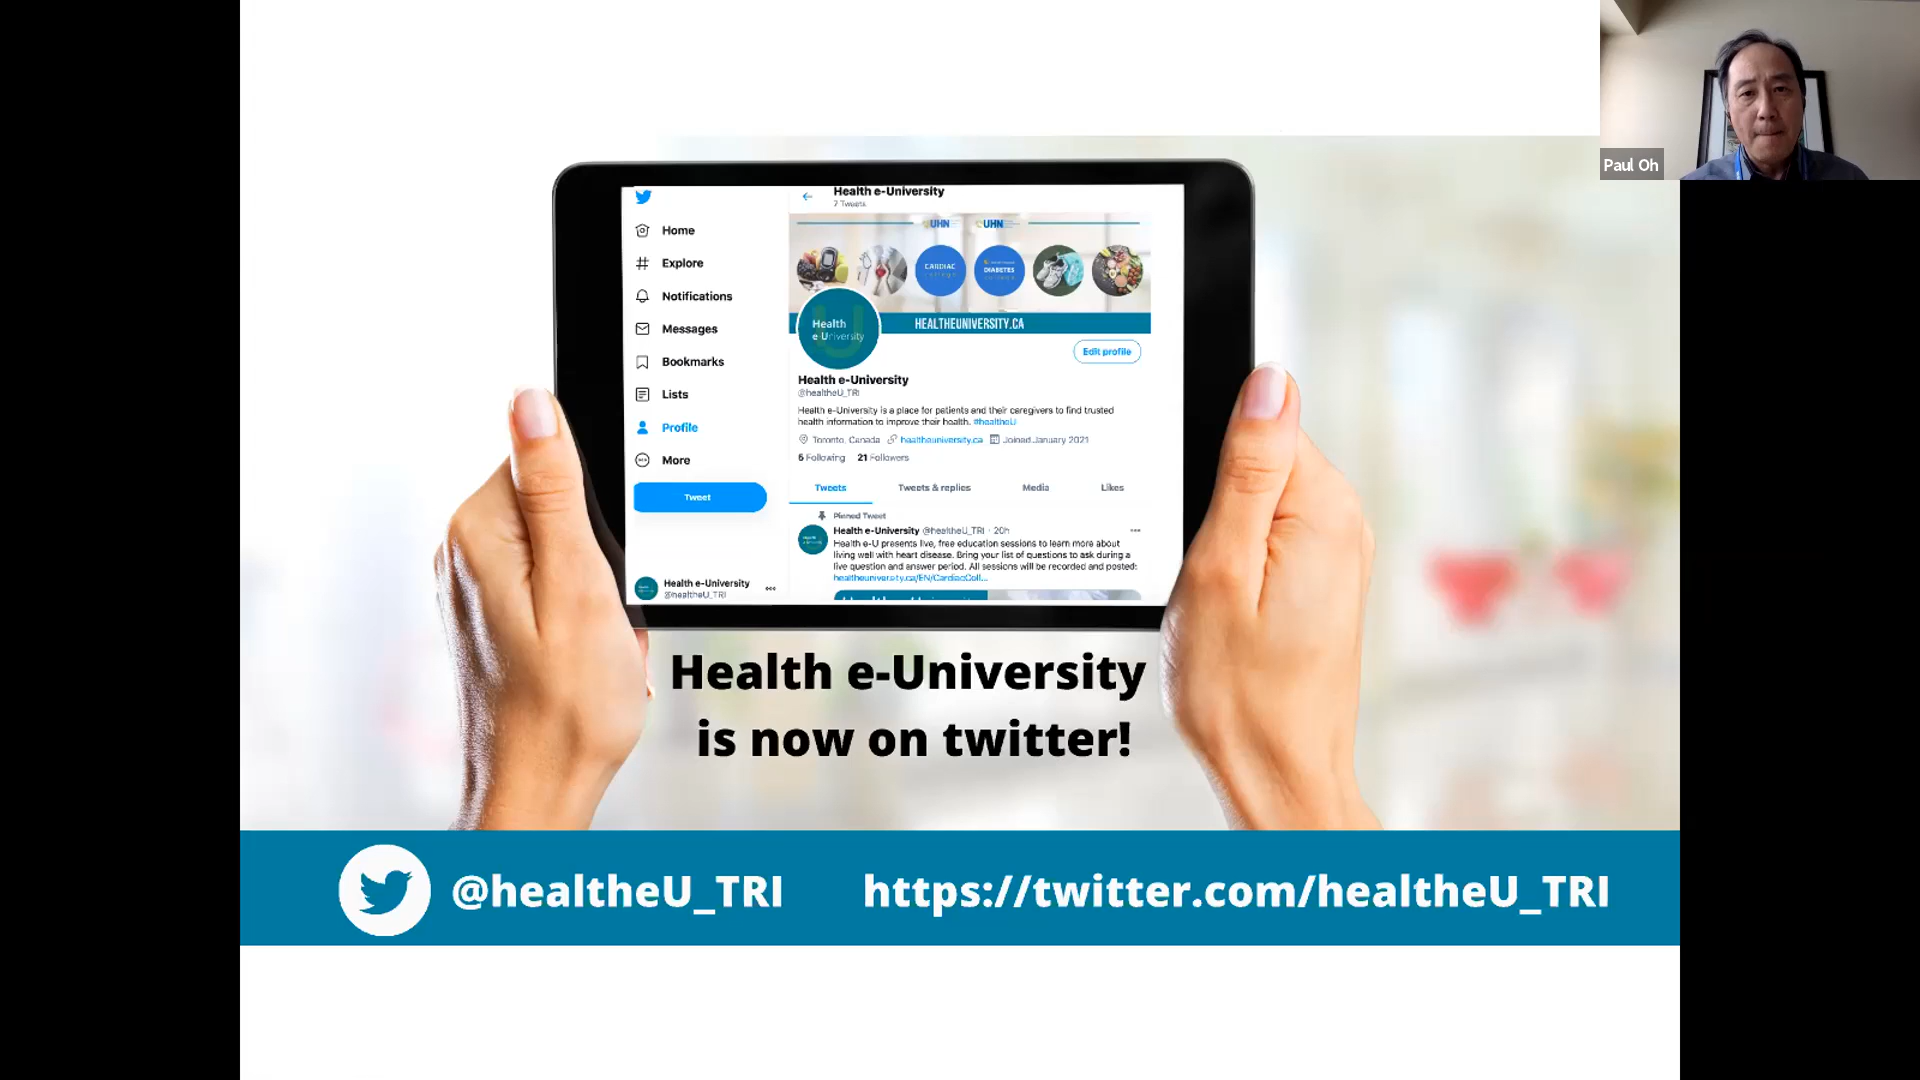 Paul Oh
Health e-University
7 Tweets
Home
Explore
Notifications
Messages
Bookmarks
Lists
Profile
More
Tweet
Health e-University
@healtheU_TRI
UHN
UHN
CARDIAC
DIABETES
Health
e-University
HEALTHEUNIVERSITY.CA
Edit profile
Health e-University
@healtheU_TRI
Health e-University is a place for patients and their caregivers to find trusted
health information to improve their health. #healtheU
Toronto, Canada healtheuniversity.ca Joined January 2021
6 Following 21 Followers
Tweets Tweets & replies Media Likes
Pinned Tweet
Health e-University @healtheU_TRI · 20h
Health e-U presents live, free education sessions to learn more about
living well with heart disease. Bring your list of questions to ask during a
live question and answer period. All sessions will be recorded and posted:
healtheuniversity.ca/EN/CardiacColl...
Health e-University
is now on twitter!
@healtheU_TRI https://twitter.com/healtheU_TRI